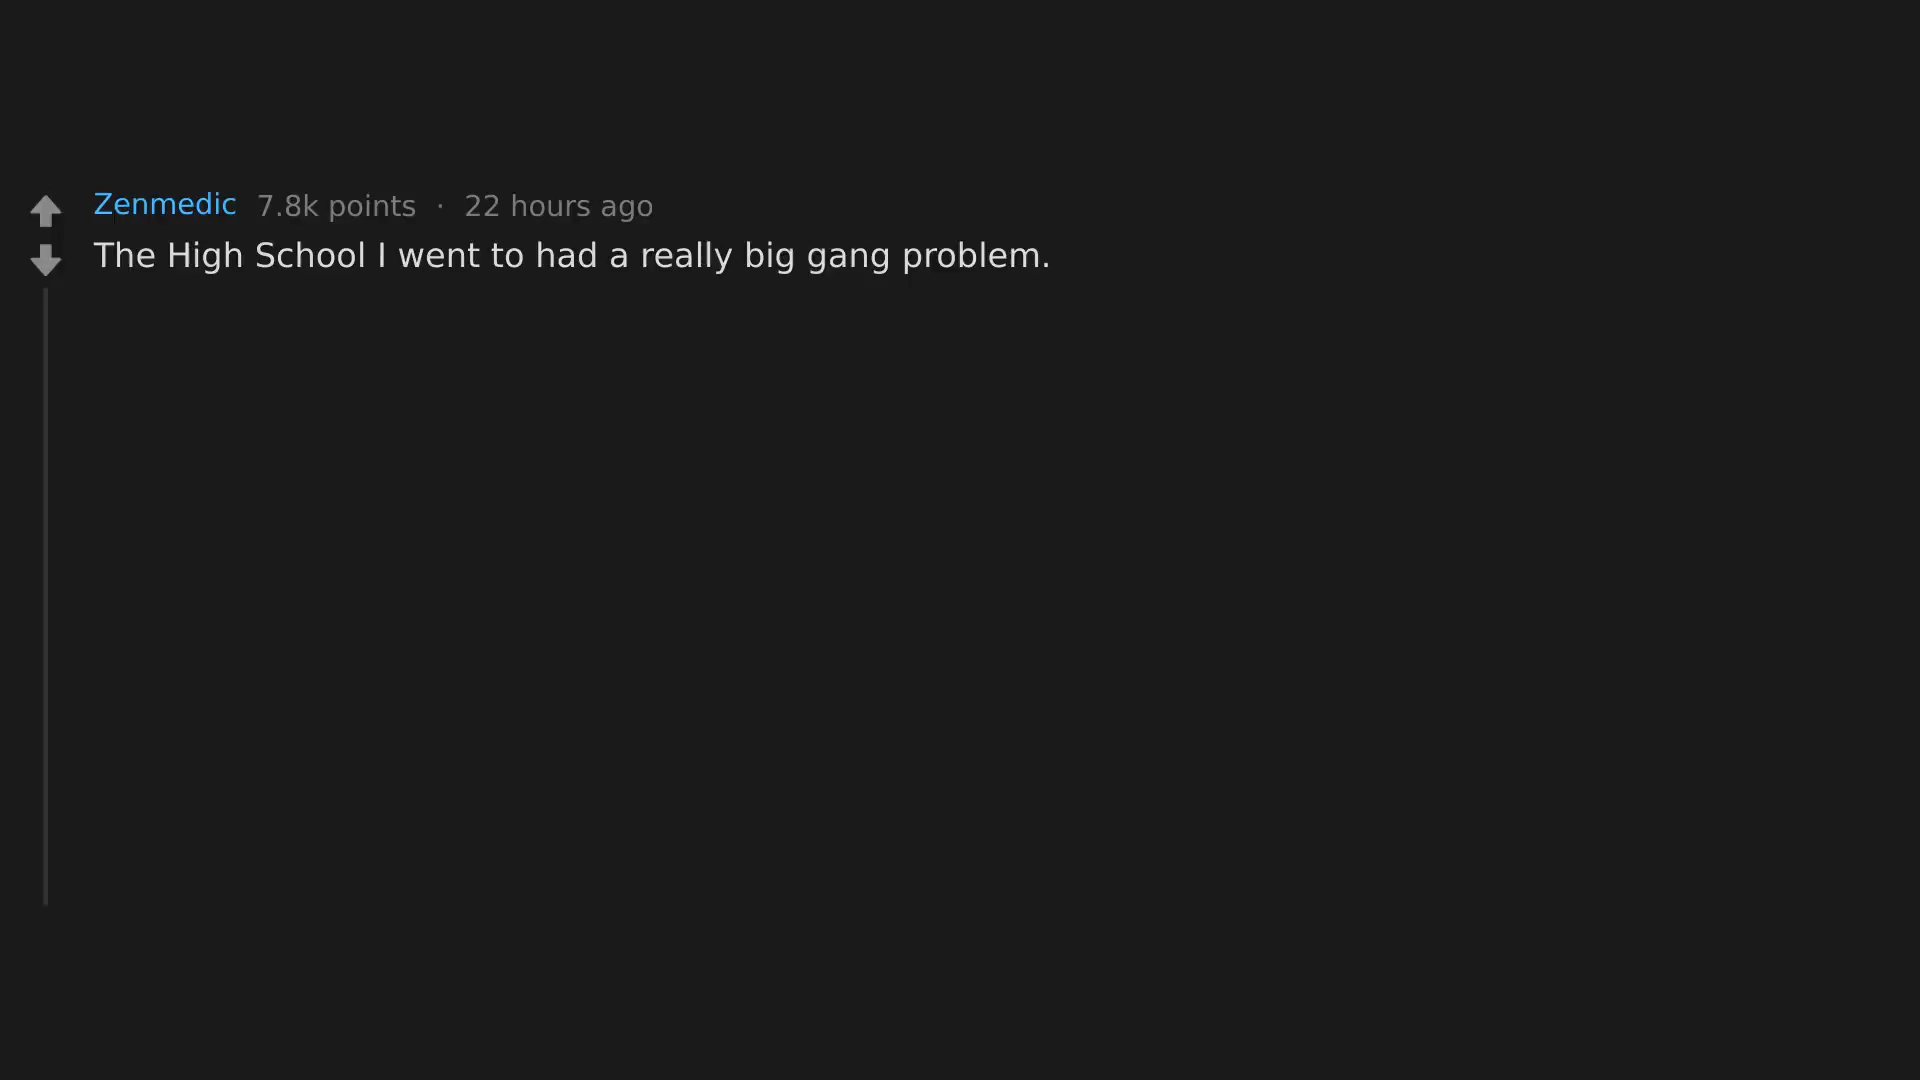 Zenmedic 7.8k points · 22 hours ago
The High School I went to had a really big gang problem.